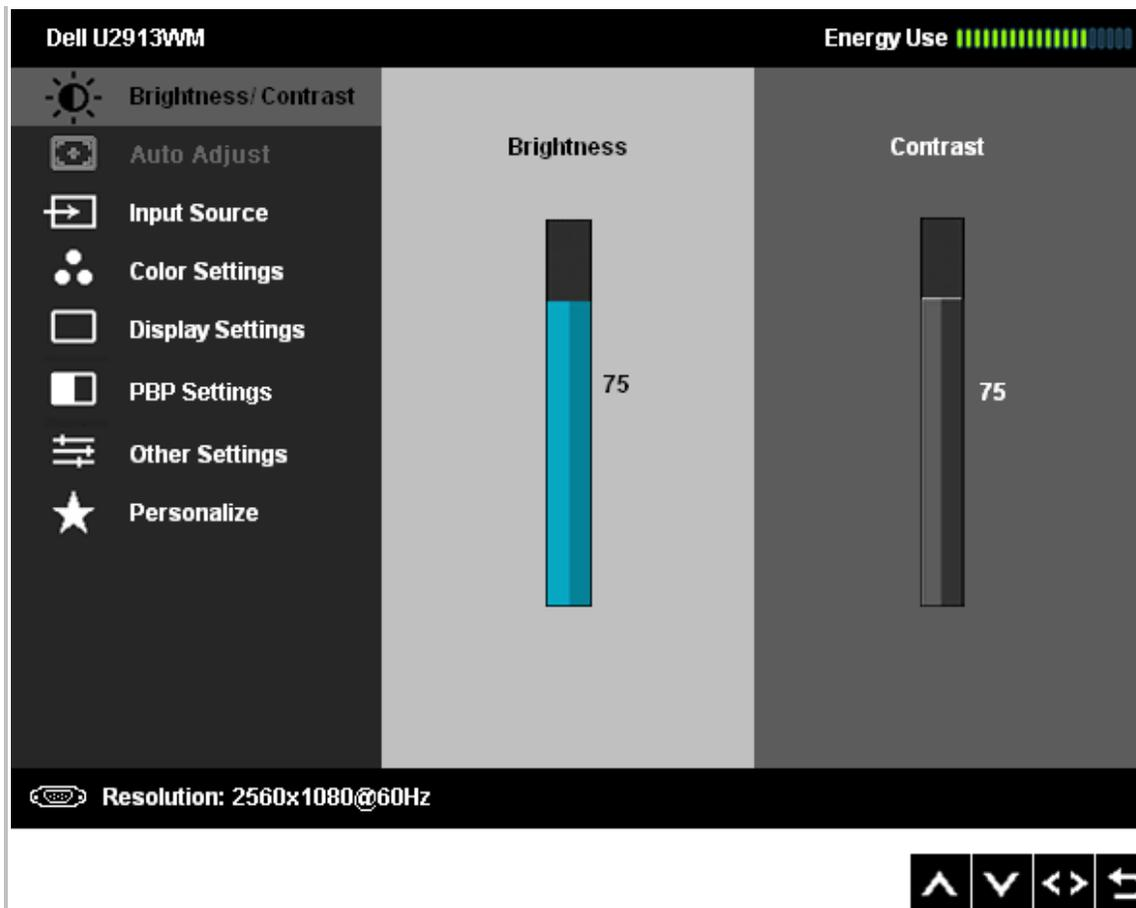 Dell U2913WM
Energy Use
Brightness/Contrast
Auto Adjust
Input Source
Color Settings
Display Settings
PBP Settings
Other Settings
Personalize
Brightness
75
Contrast
75
Resolution: 2560x1080@60Hz